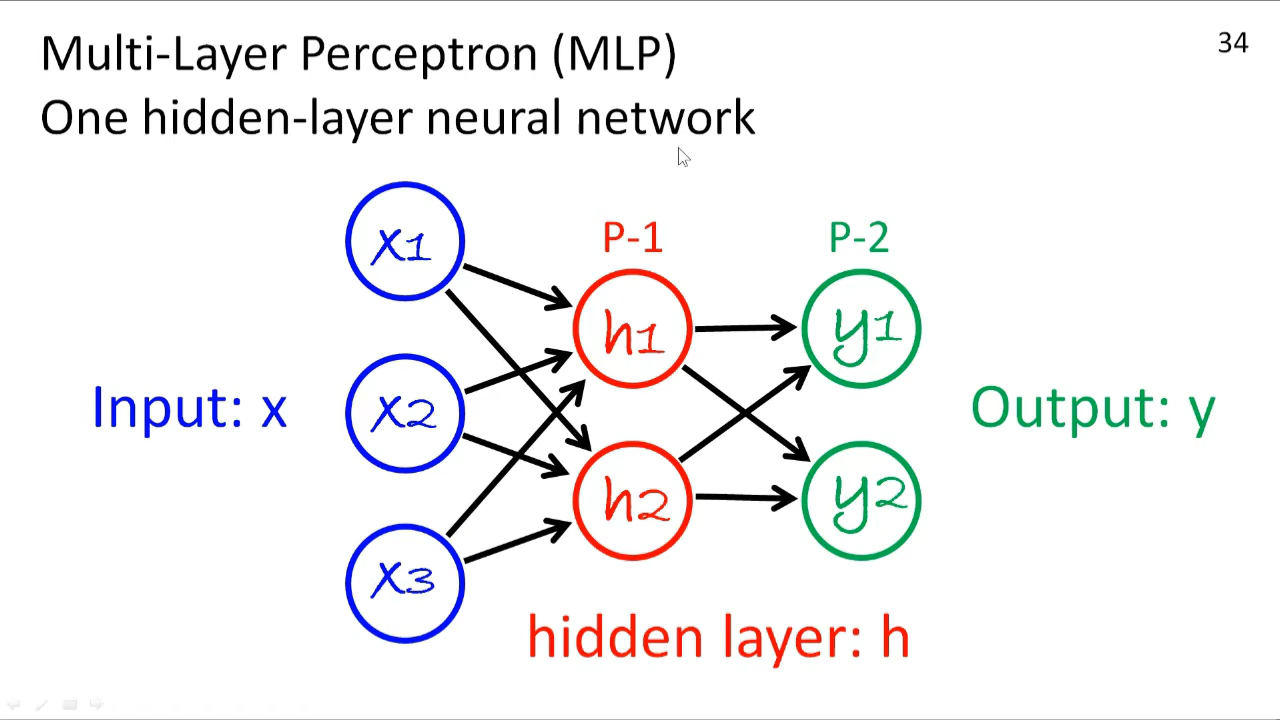 Multi-Layer Perceptron (MLP)
34
One hidden-layer neural network
x1
P-1
P-2
h1
y1
Input: x
x2
Output: y
h2
y2
x3
hidden layer: h